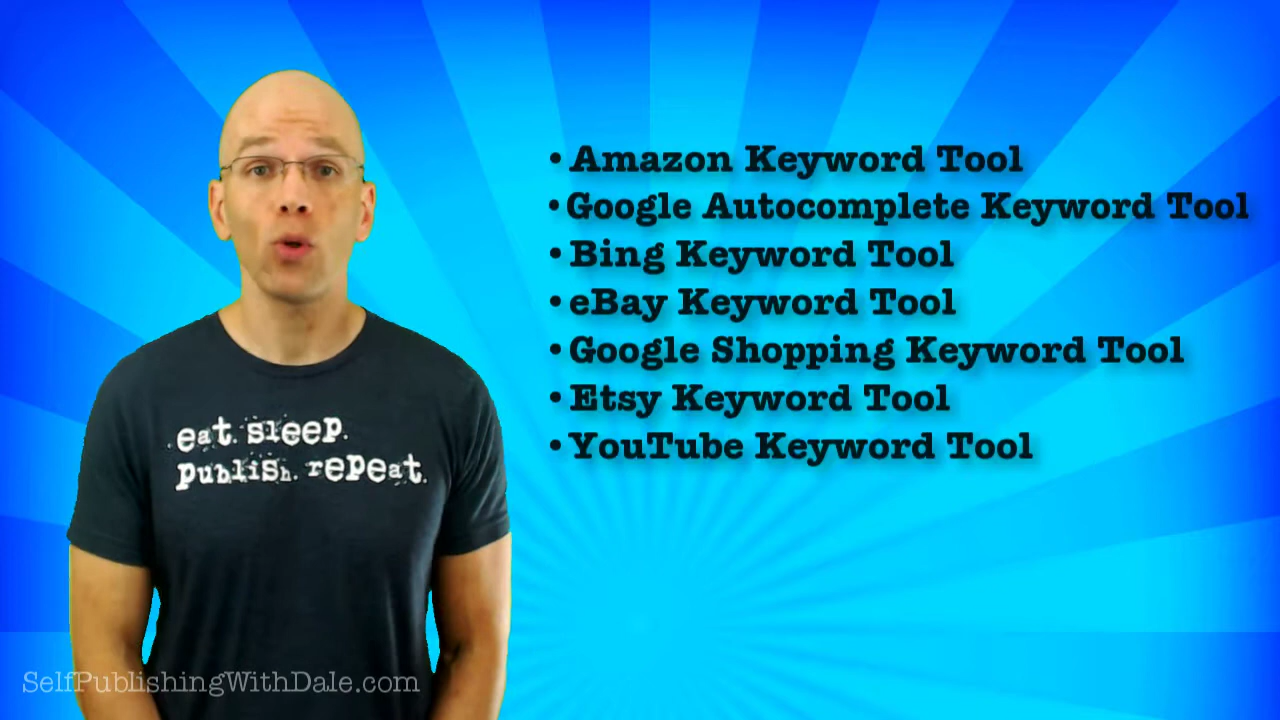 • Amazon Keyword Tool
• Google Autocomplete Keyword Tool
• Bing Keyword Tool
• eBay Keyword Tool
• Google Shopping Keyword Tool
• Etsy Keyword Tool
• YouTube Keyword Tool
.eat. sleep.
publish. repeat.
SelfPublishingWithDale.com